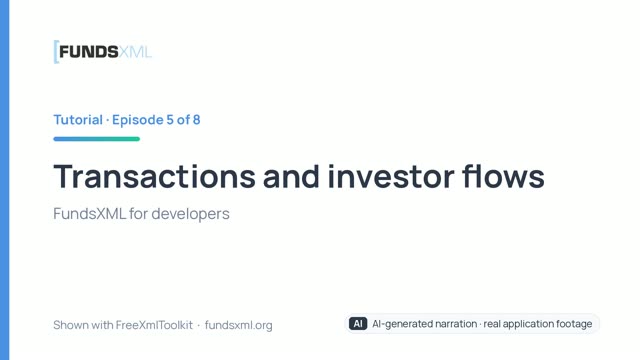 [FUNDSXML
Tutorial · Episode 5 of 8
Transactions and investor flows
FundsXML for developers
Shown with FreeXmlToolkit · fundsxml.org
AI AI-generated narration · real application footage